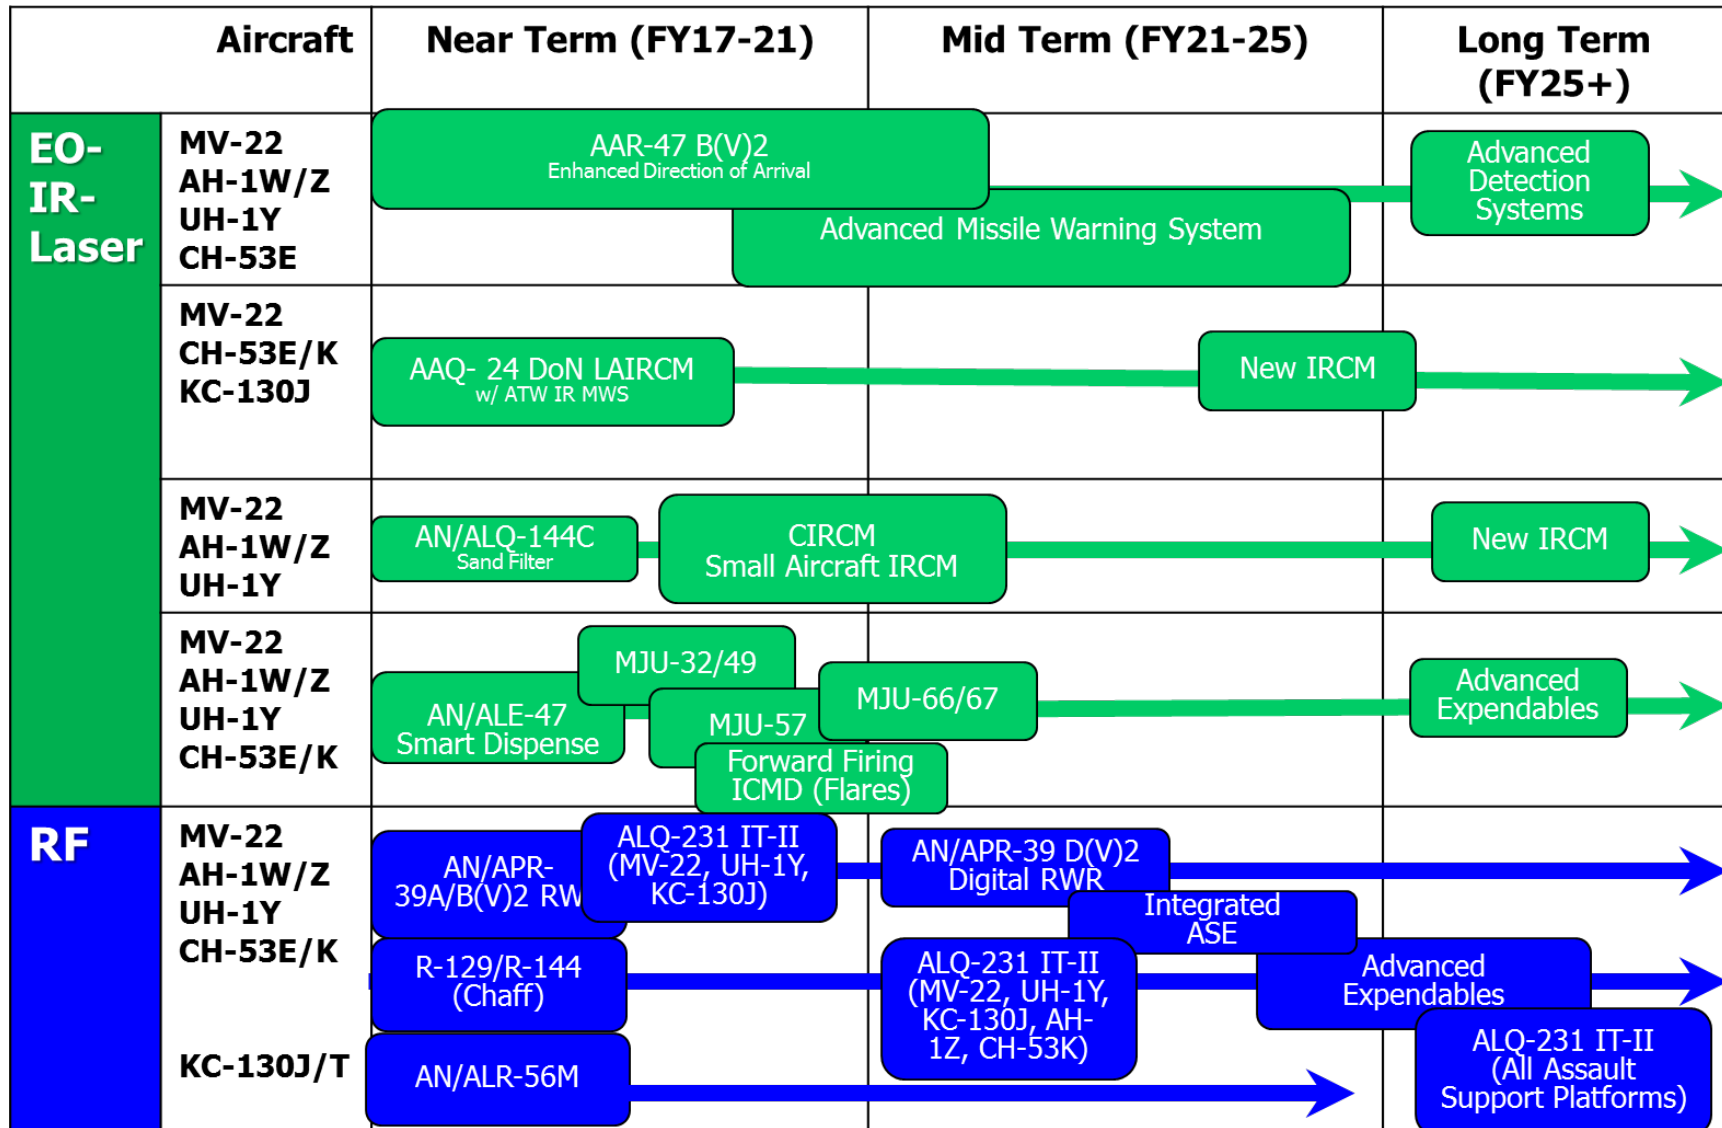 Aircraft
Near Term (FY17-21)
Mid Term (FY21-25)
Long Term
(FY25+)
EO-
IR-
Laser
MV-22
AH-1W/Z
UH-1Y
CH-53E
AAR-47 B(V)2
Enhanced Direction of Arrival
Advanced Missile Warning System
Advanced
Detection
Systems
MV-22
CH-53E/K
KC-130J
AAQ- 24 DoN LAIRCM
w/ ATW IR MWS
New IRCM
MV-22
AH-1W/Z
UH-1Y
AN/ALQ-144C
Sand Filter
CIRCM
Small Aircraft IRCM
New IRCM
MV-22
AH-1W/Z
UH-1Y
CH-53E/K
AN/ALE-47
Smart Dispense
MJU-32/49
MJU-57
Forward Firing
ICMD (Flares)
MJU-66/67
Advanced
Expendables
RF
MV-22
AH-1W/Z
UH-1Y
CH-53E/K
KC-130J/T
AN/APR-
39A/B(V)2
ALQ-231 IT-II
(MV-22, UH-1Y,
KC-130J)
AN/APR-39 D(V)2
Digital RWR
Integrated
ASE
R-129/R-144
(Chaff)
ALQ-231 IT-II
(MV-22, UH-1Y,
KC-130J, AH-
1Z, CH-53K)
Advanced
Expendables
AN/ALR-56M
ALQ-231 IT-II
(All Assault
Support Platforms)